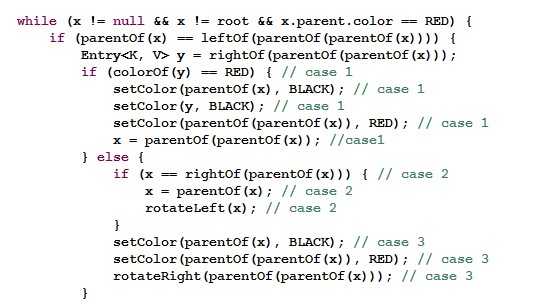 while (x != null && x != root && x.parent.color == RED) {
if (parentOf(x) == leftOf(parentOf(parentOf(x)))) {
Entry<K, V> y = rightOf(parentOf(parentOf(x)));
if (colorOf(y) == RED) { // case 1
setColor(parentOf(x), BLACK); // case 1
setColor(y, BLACK); // case 1
setColor(parentOf(parentOf(x)), RED); // case 1
x = parentOf(parentOf(x)); //case1
} else {
if (x == rightOf(parentOf(x))) { // case 2
x = parentOf(x); // case 2
rotateLeft(x); // case 2
}
setColor(parentOf(x), BLACK); // case 3
setColor(parentOf(parentOf(x)), RED); // case 3
rotateRight(parentOf(parentOf(x))); // case 3
}